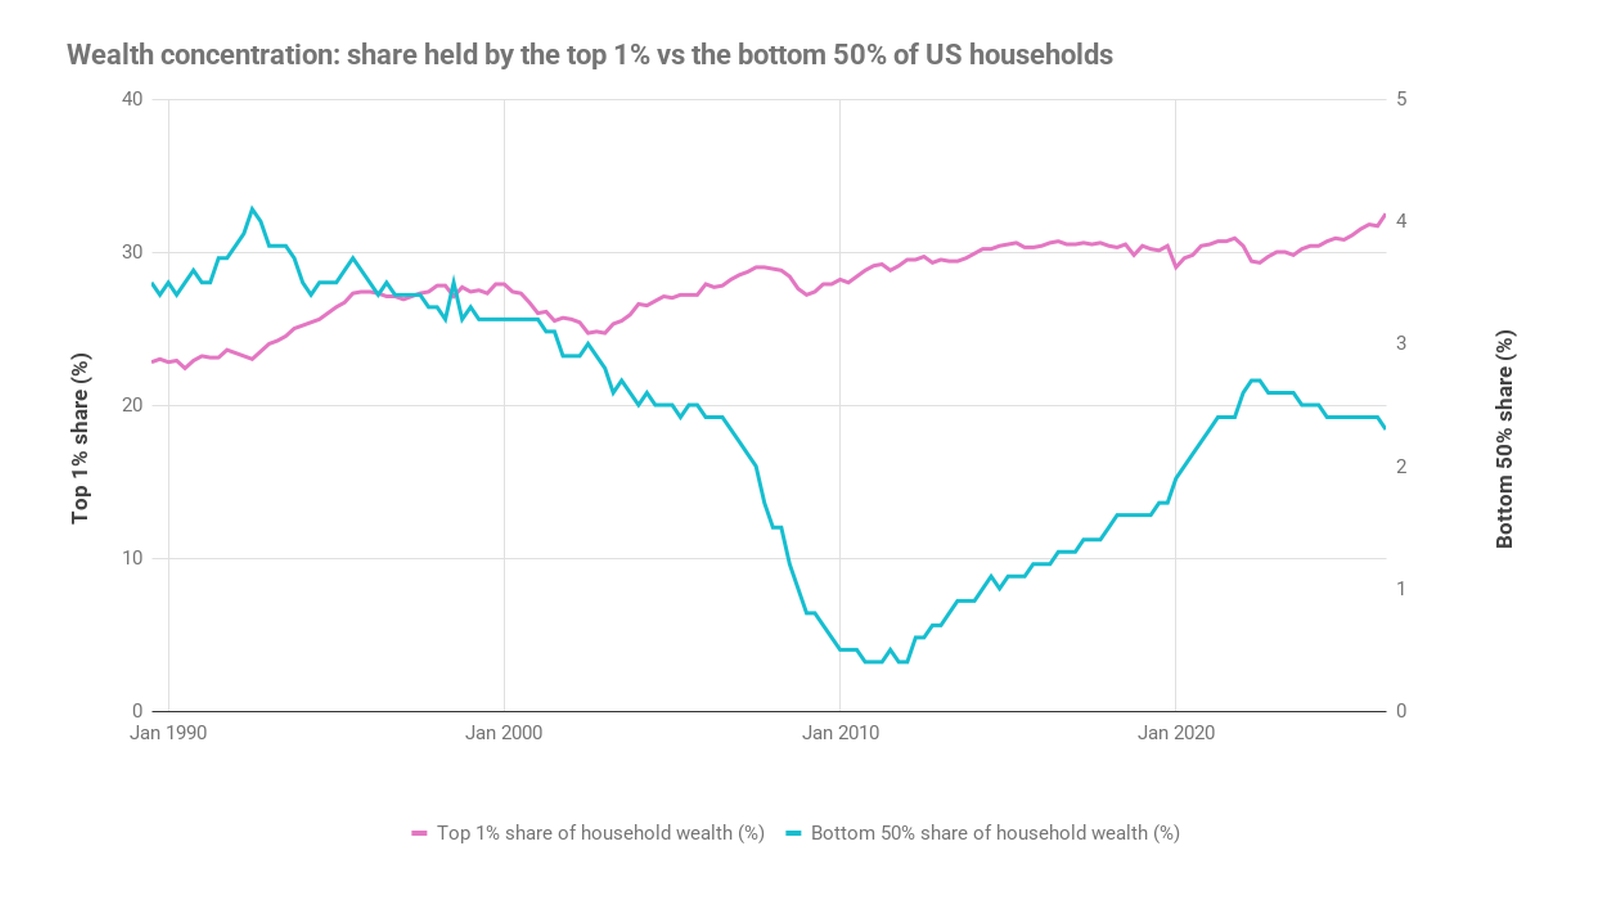 Wealth concentration: share held by the top 1% vs the bottom 50% of US households
40
30
20
10
0
5
4
3
2
1
0
Top 1% share (%)
Bottom 50% share (%)
Jan 1990
Jan 2000
Jan 2010
Jan 2020
Top 1% share of household wealth (%)
Bottom 50% share of household wealth (%)